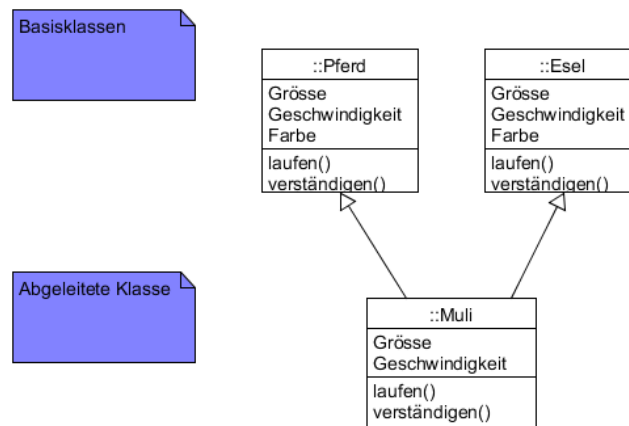 Basisklassen
::Pferd
Grösse
Geschwindigkeit
Farbe
laufen()
verständigen()
::Esel
Grösse
Geschwindigkeit
Farbe
laufen()
verständigen()
Abgeleitete Klasse
::Muli
Grösse
Geschwindigkeit
laufen()
verständigen()